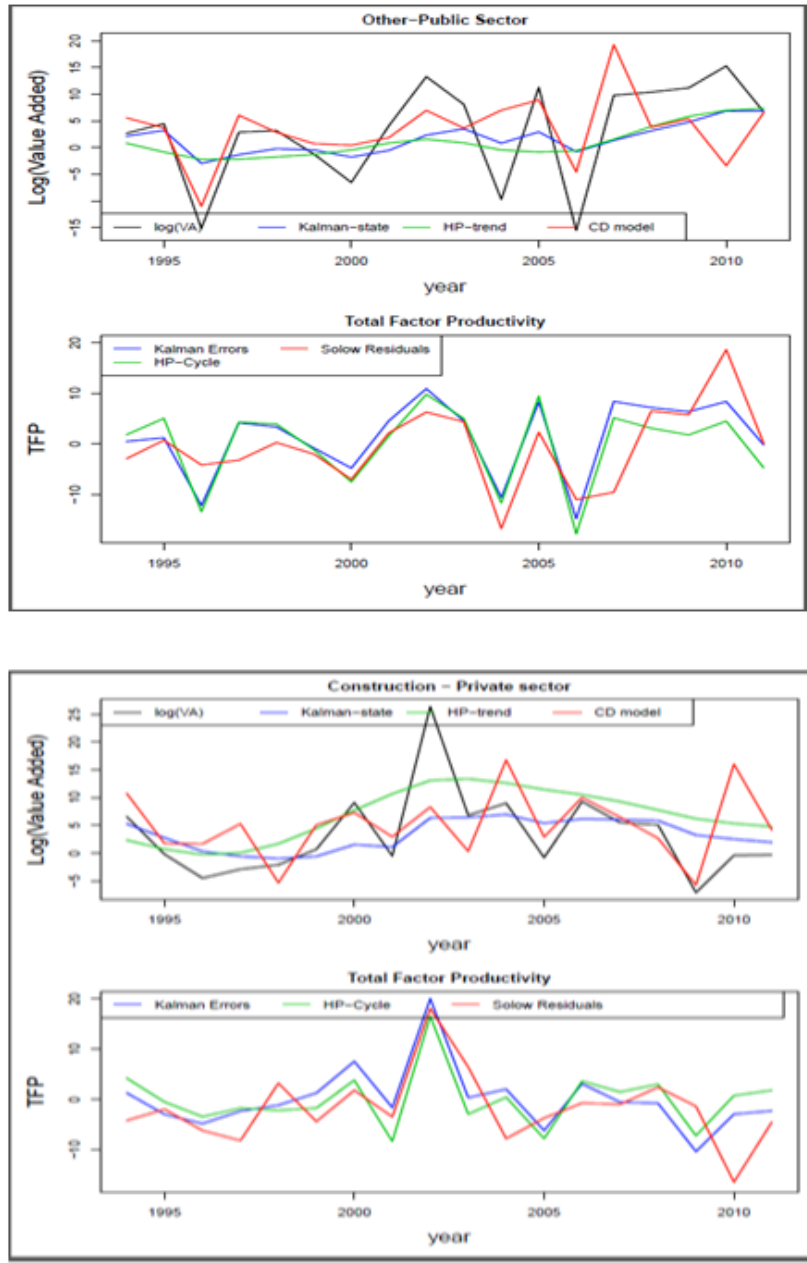 Other-Public Sector
Log(Value Added)
20
15
10
5
0
-5
-15
log(VA) Kalman-state HP-trend CD model
1995 2000 2005 2010
year
Total Factor Productivity
TFP
20
10
0
-10
Kalman Errors Solow Residuals
HP-Cycle
1995 2000 2005 2010
year
Construction - Private sector
Log(Value Added)
25
20
15
10
5
0
-5
log(VA) Kalman-state HP-trend CD model
1995 2000 2005 2010
year
Total Factor Productivity
TFP
20
10
0
-10
Kalman Errors HP-Cycle Solow Residuals
1995 2000 2005 2010
year